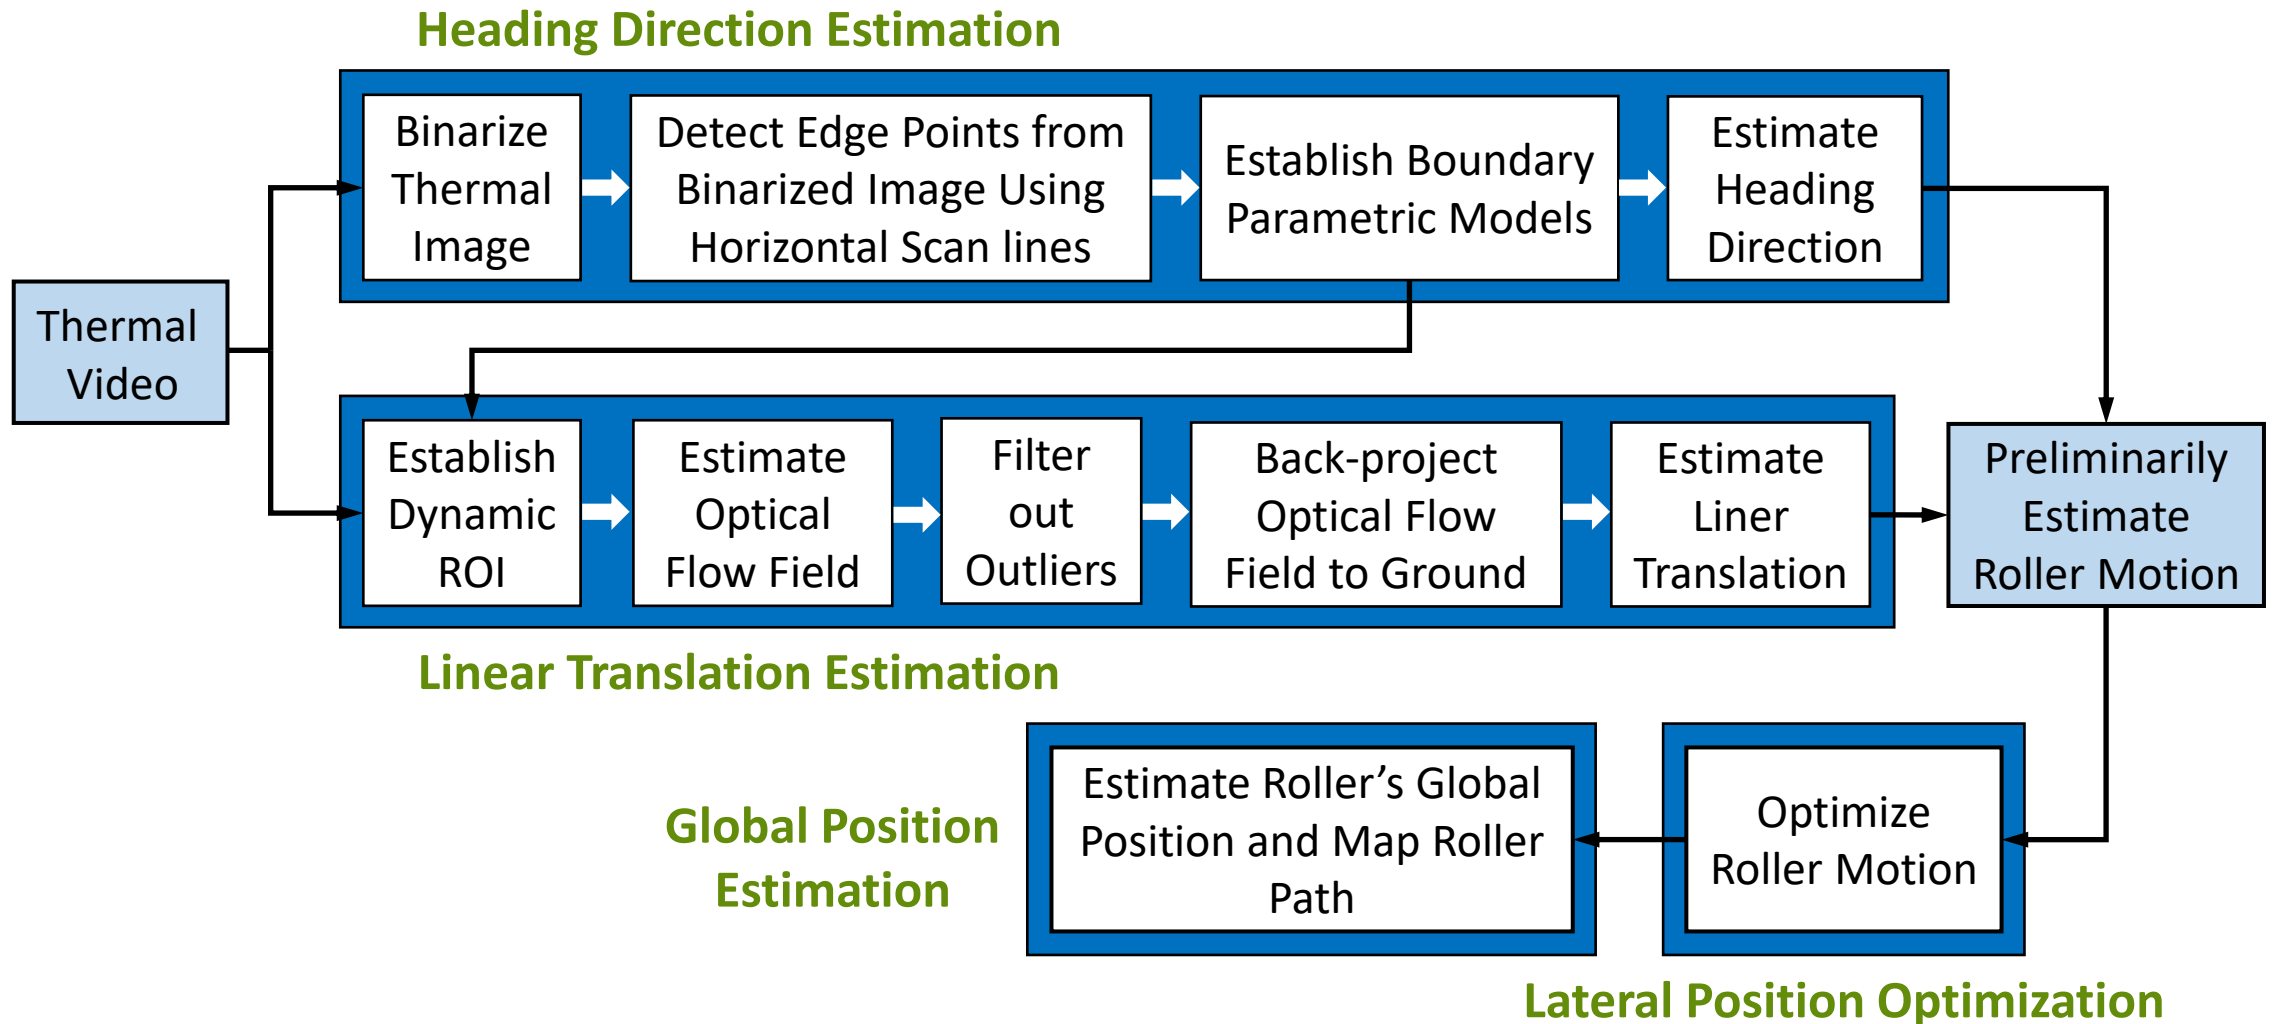 Heading Direction Estimation
Binarize
Thermal
Image
Detect Edge Points from
Binarized Image Using
Horizontal Scan lines
Establish Boundary
Parametric Models
Estimate
Heading
Direction
Thermal
Video
Establish
Dynamic
ROI
Estimate
Optical
Flow Field
Filter
out
Outliers
Back-project
Optical Flow
Field to Ground
Estimate
Liner
Translation
Preliminarily
Estimate
Roller Motion
Linear Translation Estimation
Global Position
Estimation
Estimate Roller’s Global
Position and Map Roller
Path
Optimize
Roller Motion
Lateral Position Optimization